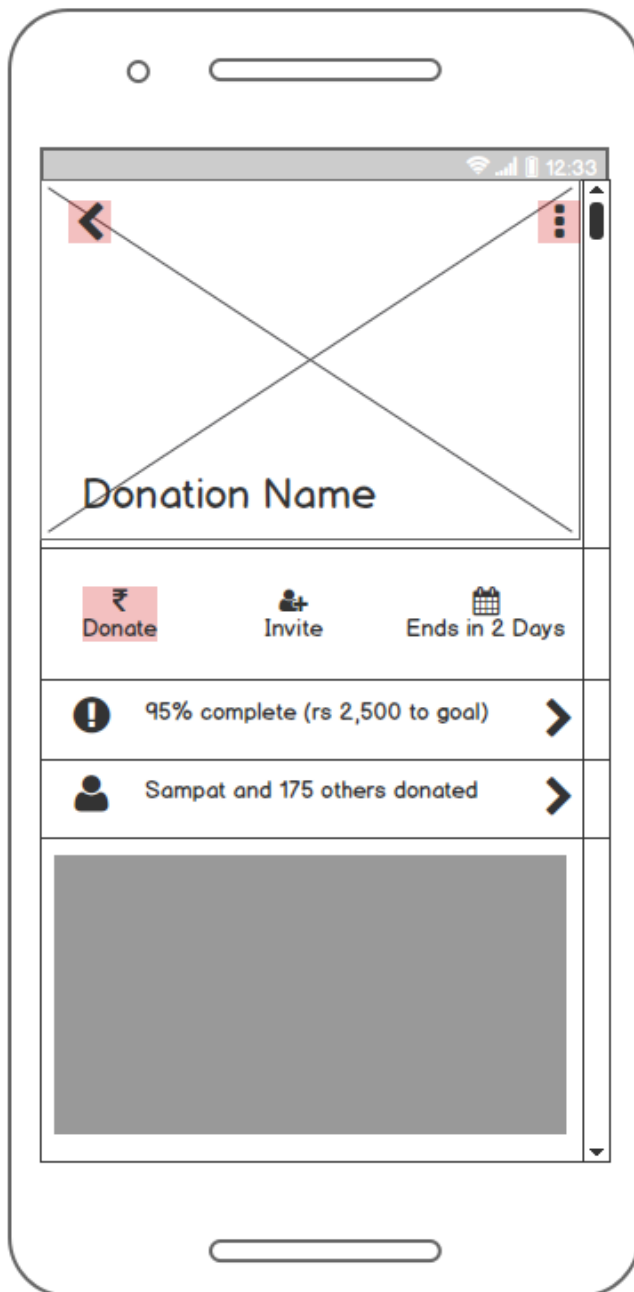 12:33
Donation Name
₹
Donate
Invite
Ends in 2 Days
95% complete (rs 2,500 to goal)
Sampat and 175 others donated